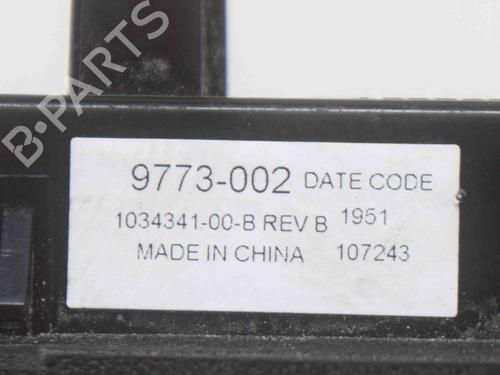 B-PARTS
9773-002 DATE CODE
1034341-00-B REV B 1951
MADE IN CHINA 107243